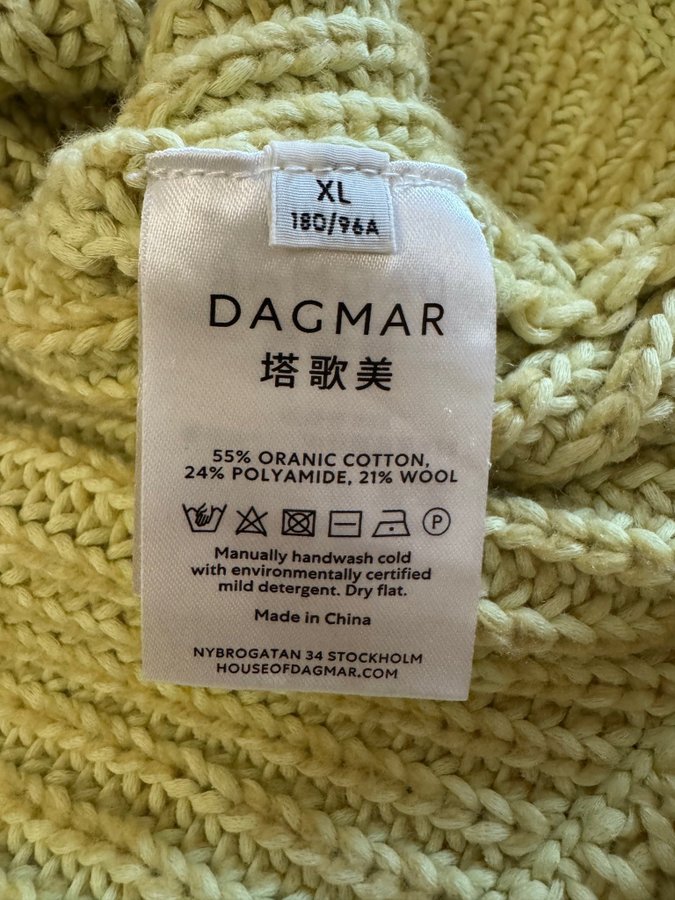 XL
180/96A
DAGMAR
塔歌美
55% ORANIC COTTON,
24% POLYAMIDE, 21% WOOL
P
Manually handwash cold
with environmentally certified
mild detergent. Dry flat.
Made in China
NYBROGATAN 34 STOCKHOLM
HOUSEOFDAGMAR.COM